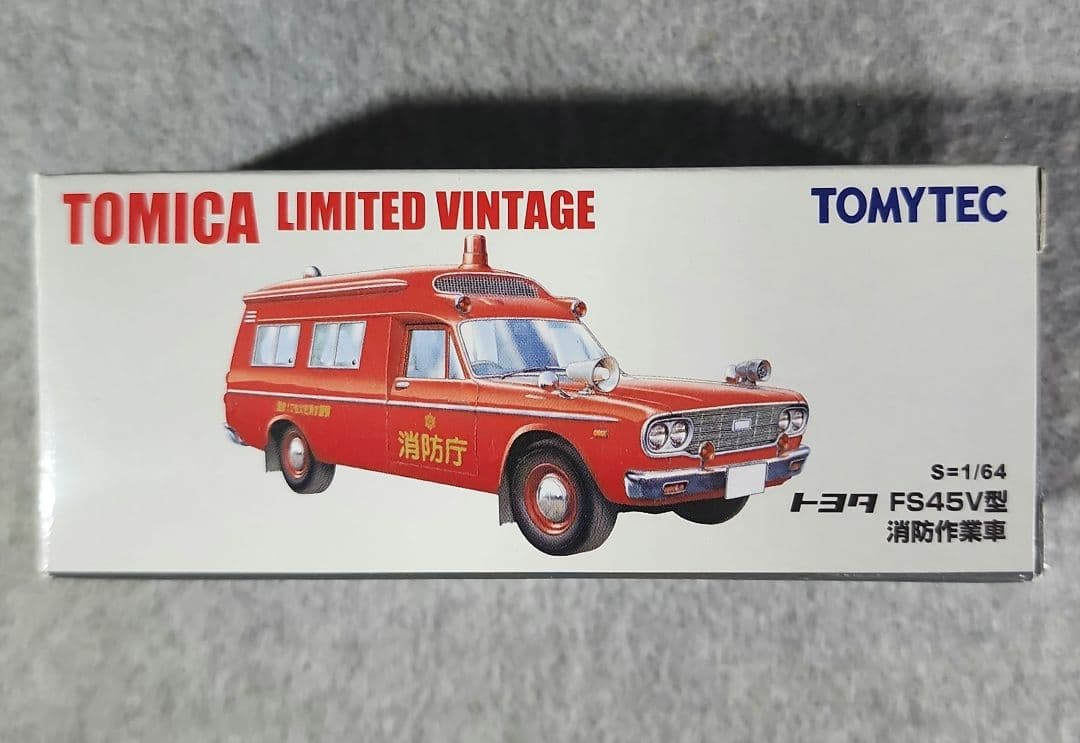 TOMICA LIMITED VINTAGE
TOMYTEC
消防庁
S=1/64
トヨタ FS45V型
消防作業車